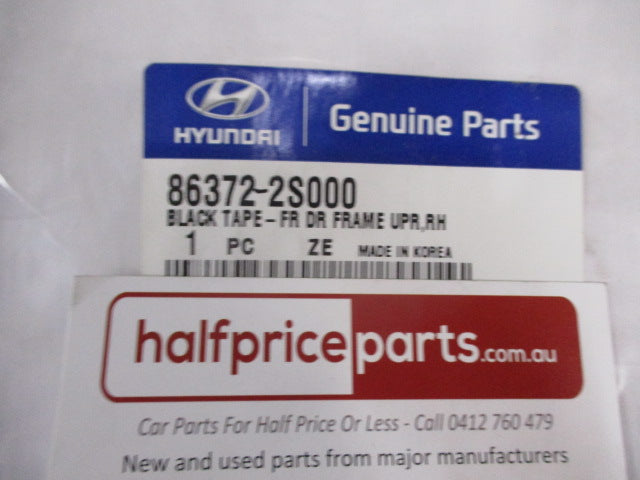 HYUNDAI
Genuine Parts
86372-2S000
BLACK TAPE-FR DR FRAME UPR,RH
1 PC ZE MADE IN KOREA
halfpriceparts.com.au
Car Parts For Half Price Or Less - Call 0412 760 479
New and used parts from major manufacturers